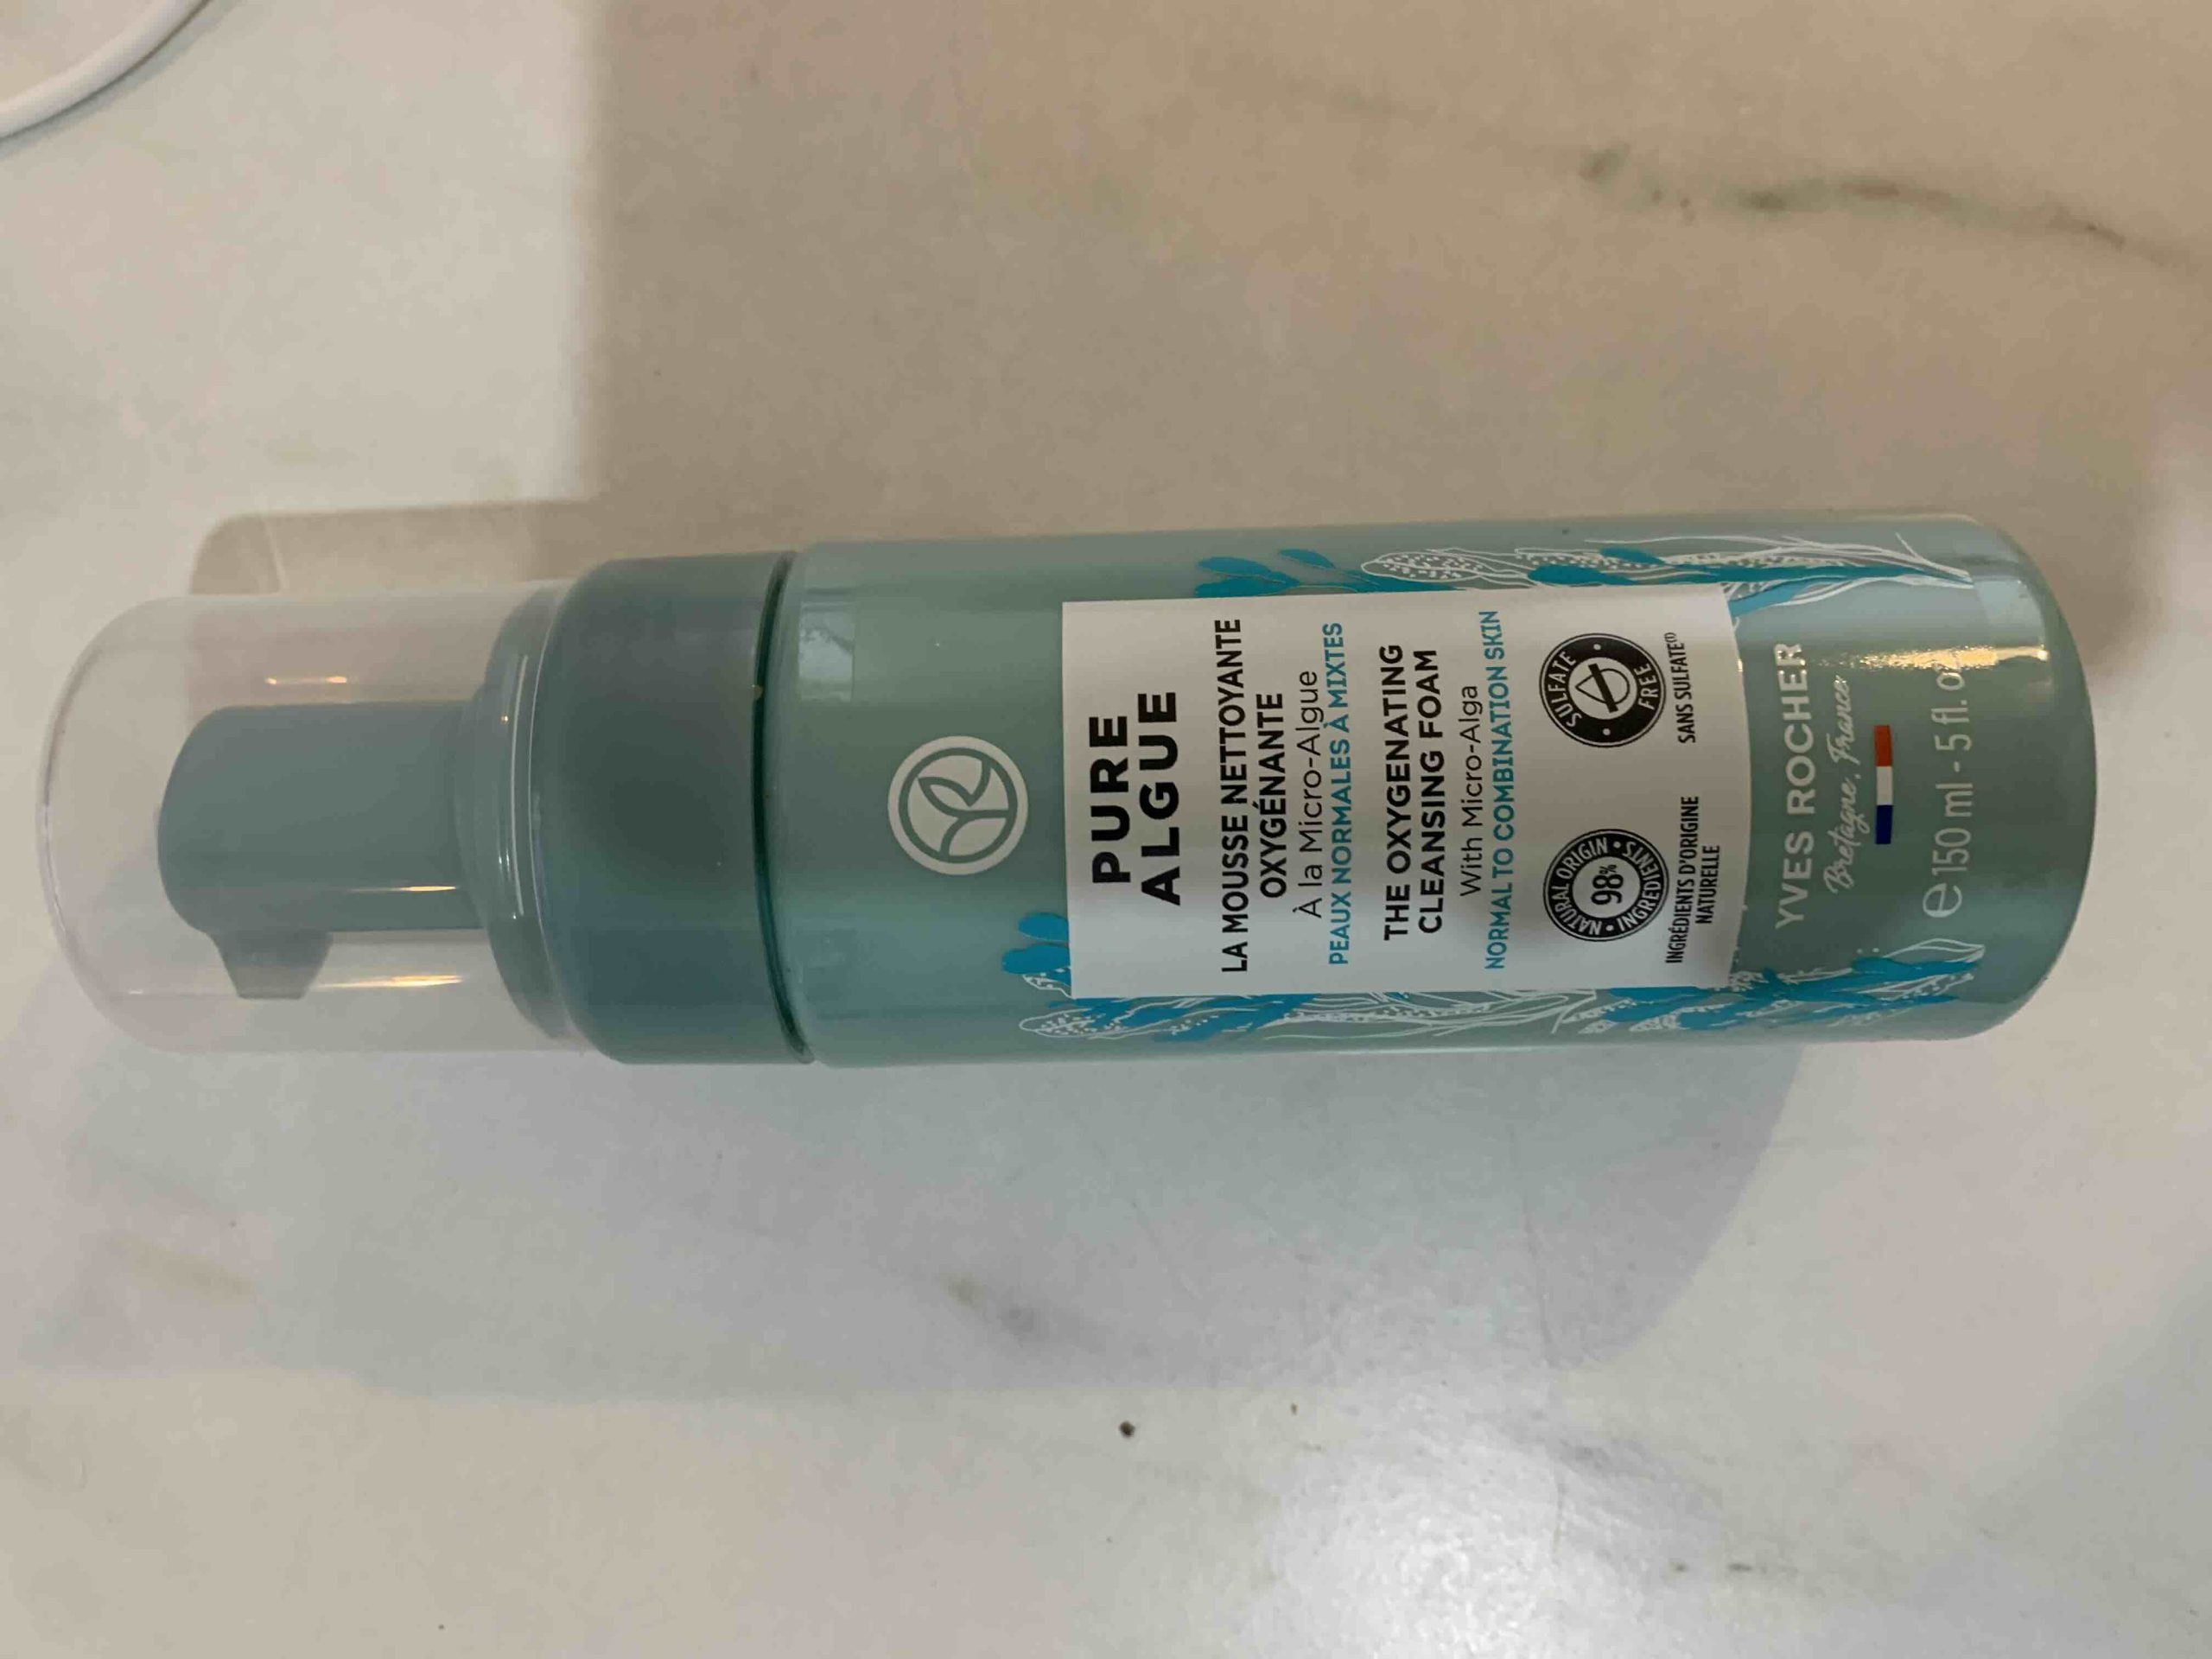 PURE
ALGUE
LA MOUSSE NETTOYANTE
OXYGÉNANTE
À la Micro-Algue
PEAUX NORMALES À MIXTES
THE OXYGENATING
CLEANSING FOAM
With Micro-Alga
NORMAL TO COMBINATION SKIN
NATURAL ORIGIN • INGREDIENTS •
98%
INGRÉDIENTS D'ORIGINE
NATURELLE
SULFATE
FREE
SANS SULFATE⁽¹⁾
YVES ROCHER
Bretagne, France
℮150 ml - 5 fl. oz